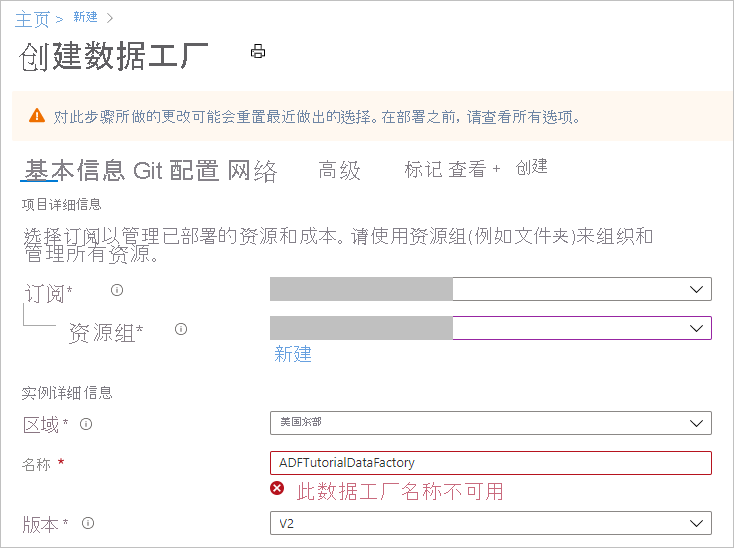 主页 > 新建 >
创建数据工厂
对此步骤所做的更改可能会重置最近做出的选择。在部署之前，请查看所有选项。
基本信息 Git 配置 网络 高级 标记 查看 + 创建
项目详细信息
选择订阅以管理已部署的资源和成本。请使用资源组(例如文件夹)来组织和
管理所有资源。
订阅*
资源组*
新建
实例详细信息
区域 * 美国东部
名称 * ADFTutorialDataFactory
此数据工厂名称不可用
版本 * V2